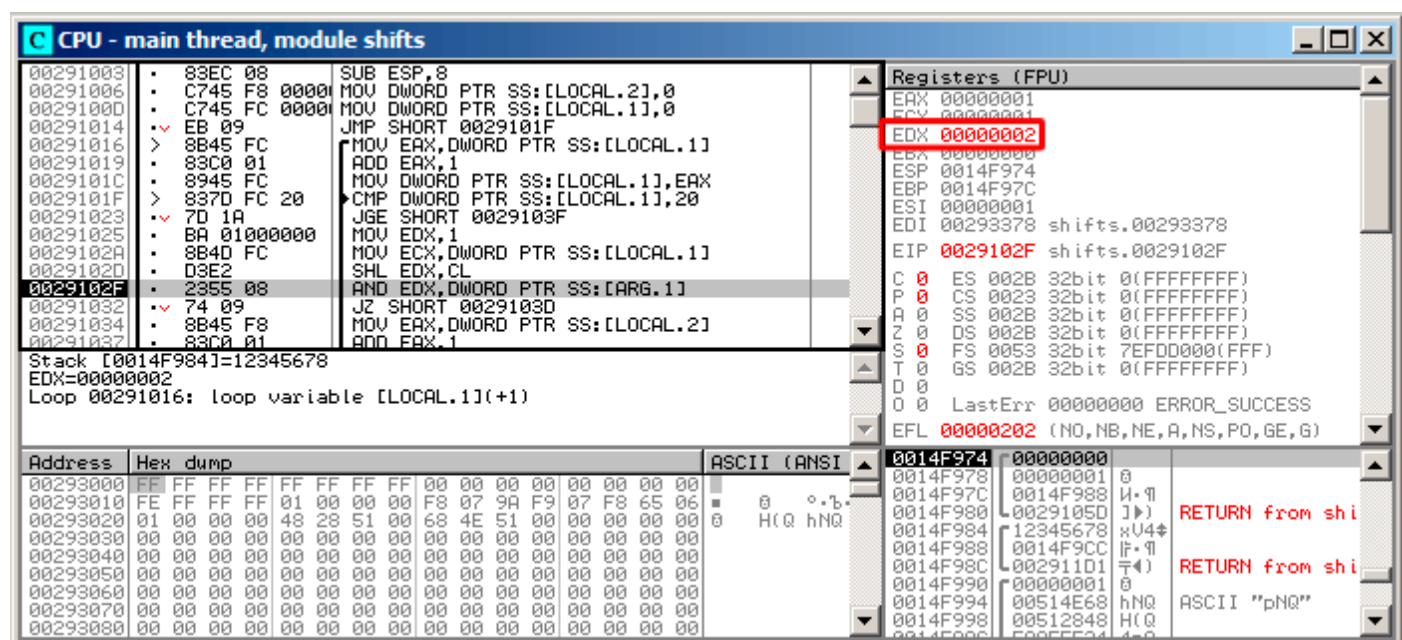 C CPU - main thread, module shifts
00291003 · 83EC 08 SUB ESP,8
00291006 · C745 F8 0000 MOV DWORD PTR SS:[LOCAL.2],0
0029100D · C745 FC 0000 MOV DWORD PTR SS:[LOCAL.1],0
00291014 · EB 09 JMP SHORT 0029101F
00291016 > 8B45 FC MOV EAX,DWORD PTR SS:[LOCAL.1]
00291019 · 83C0 01 ADD EAX,1
0029101C · 8945 FC MOV DWORD PTR SS:[LOCAL.1],EAX
0029101F > 837D FC 20 CMP DWORD PTR SS:[LOCAL.1],20
00291023 · 7D 1A JGE SHORT 0029103F
00291025 · BA 01000000 MOV EDX,1
0029102A · 8B4D FC MOV ECX,DWORD PTR SS:[LOCAL.1]
0029102D · D3E2 SHL EDX,CL
0029102F · 2355 08 AND EDX,DWORD PTR SS:[ARG.1]
00291032 · 74 09 JZ SHORT 0029103D
00291034 · 8B45 F8 MOV EAX,DWORD PTR SS:[LOCAL.2]
00291037 · 83C0 01 ADD EAX,1
Stack [0014F984]=12345678
EDX=00000002
Loop 00291016: loop variable [LOCAL.1](+1)
Registers (FPU)
EAX 00000001
ECX 00000001
EDX 00000002
EBX 00000000
ESP 0014F974
EBP 0014F97C
ESI 00000001
EDI 00293378 shifts.00293378
EIP 0029102F shifts.0029102F
C 0 ES 002B 32bit 0(FFFFFFFF)
P 0 CS 0023 32bit 0(FFFFFFFF)
A 0 SS 002B 32bit 0(FFFFFFFF)
Z 0 DS 002B 32bit 0(FFFFFFFF)
S 0 FS 0053 32bit 7EFDD000(FFF)
T 0 GS 002B 32bit 0(FFFFFFFF)
D 0
O 0 LastErr 00000000 ERROR_SUCCESS
EFL 00000202 (NO,NB,NE,A,NS,PO,GE,G)
Address Hex dump ASCII (ANSI
00293000 FF FF FF FF FF FF FF FF 00 00 00 00 00 00 00 00
00293010 FE FF FF FF 01 00 00 00 F8 07 9A F9 07 F8 65 06
00293020 01 00 00 00 48 28 51 00 68 4E 51 00 00 00 00 00 H(Q hNQ
00293030 00 00 00 00 00 00 00 00 00 00 00 00 00 00 00 00
00293040 00 00 00 00 00 00 00 00 00 00 00 00 00 00 00 00
00293050 00 00 00 00 00 00 00 00 00 00 00 00 00 00 00 00
00293060 00 00 00 00 00 00 00 00 00 00 00 00 00 00 00 00
00293070 00 00 00 00 00 00 00 00 00 00 00 00 00 00 00 00
00293080 00 00 00 00 00 00 00 00 00 00 00 00 00 00 00 00
0014F974 00000000
0014F978 00000001
0014F97C 0014F988
0014F980 0029105D RETURN from shi
0014F984 12345678 xV4
0014F988 0014F9CC
0014F98C 002911D1 RETURN from shi
0014F990 00000001
0014F994 00514E68 hNQ ASCII "pNQ"
0014F998 00512848 H(Q